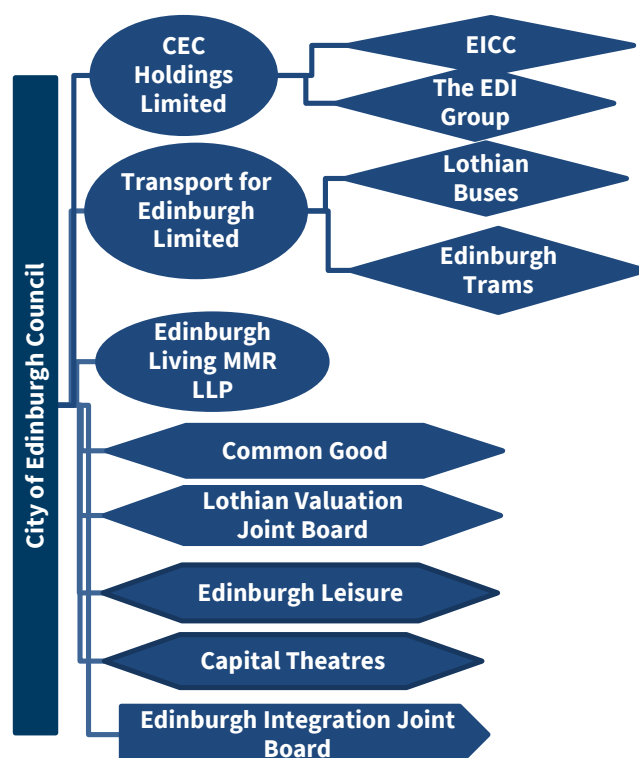 City of Edinburgh Council
CEC
Holdings
Limited
EICC
The EDI
Group
Transport for
Edinburgh
Limited
Lothian
Buses
Edinburgh
Trams
Edinburgh
Living MMR
LLP
Common Good
Lothian Valuation
Joint Board
Edinburgh Leisure
Capital Theatres
Edinburgh Integration Joint
Board